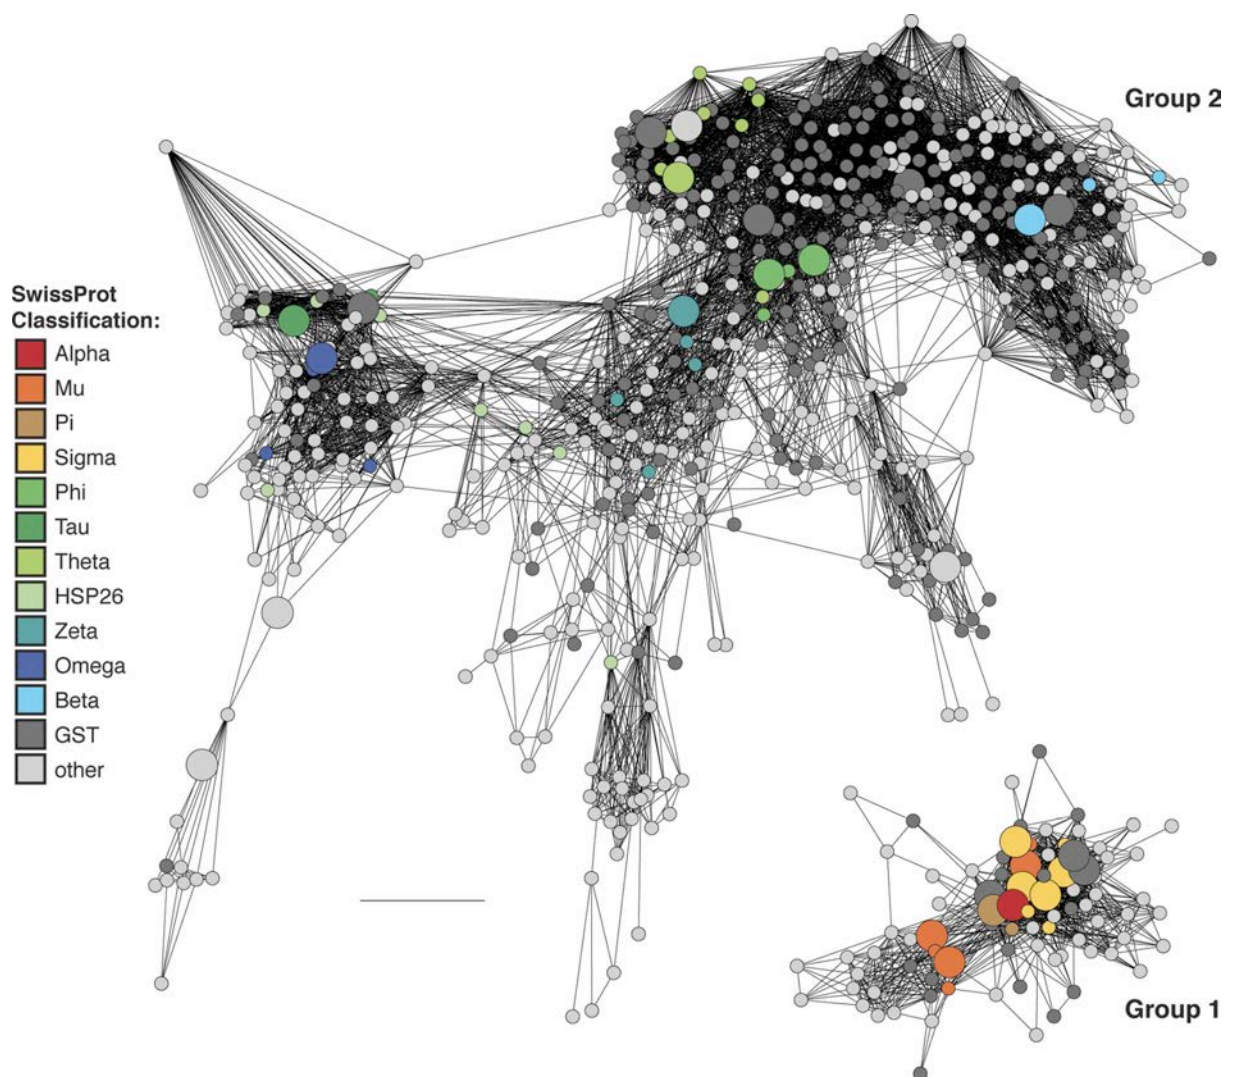 Group 2
SwissProt
Classification:
Alpha
Mu
Pi
Sigma
Phi
Tau
Theta
HSP26
Zeta
Omega
Beta
GST
other
Group 1